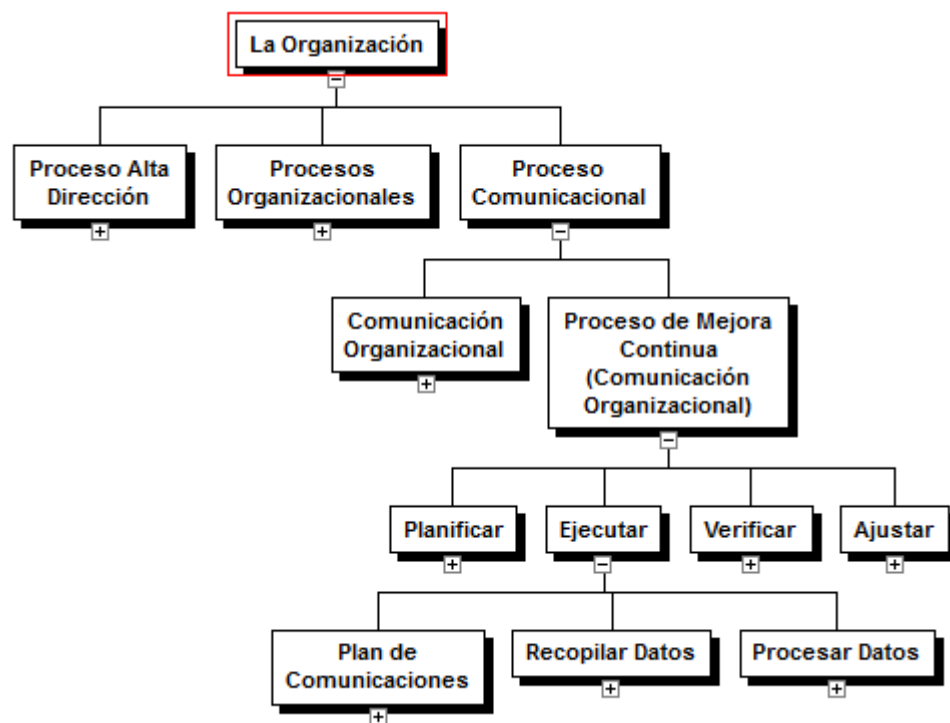 La Organización
Proceso Alta
Dirección
Procesos
Organizacionales
Proceso
Comunicacional
Comunicación
Organizacional
Proceso de Mejora
Continua
(Comunicación
Organizacional)
Planificar
Ejecutar
Verificar
Ajustar
Plan de
Comunicaciones
Recopilar Datos
Procesar Datos